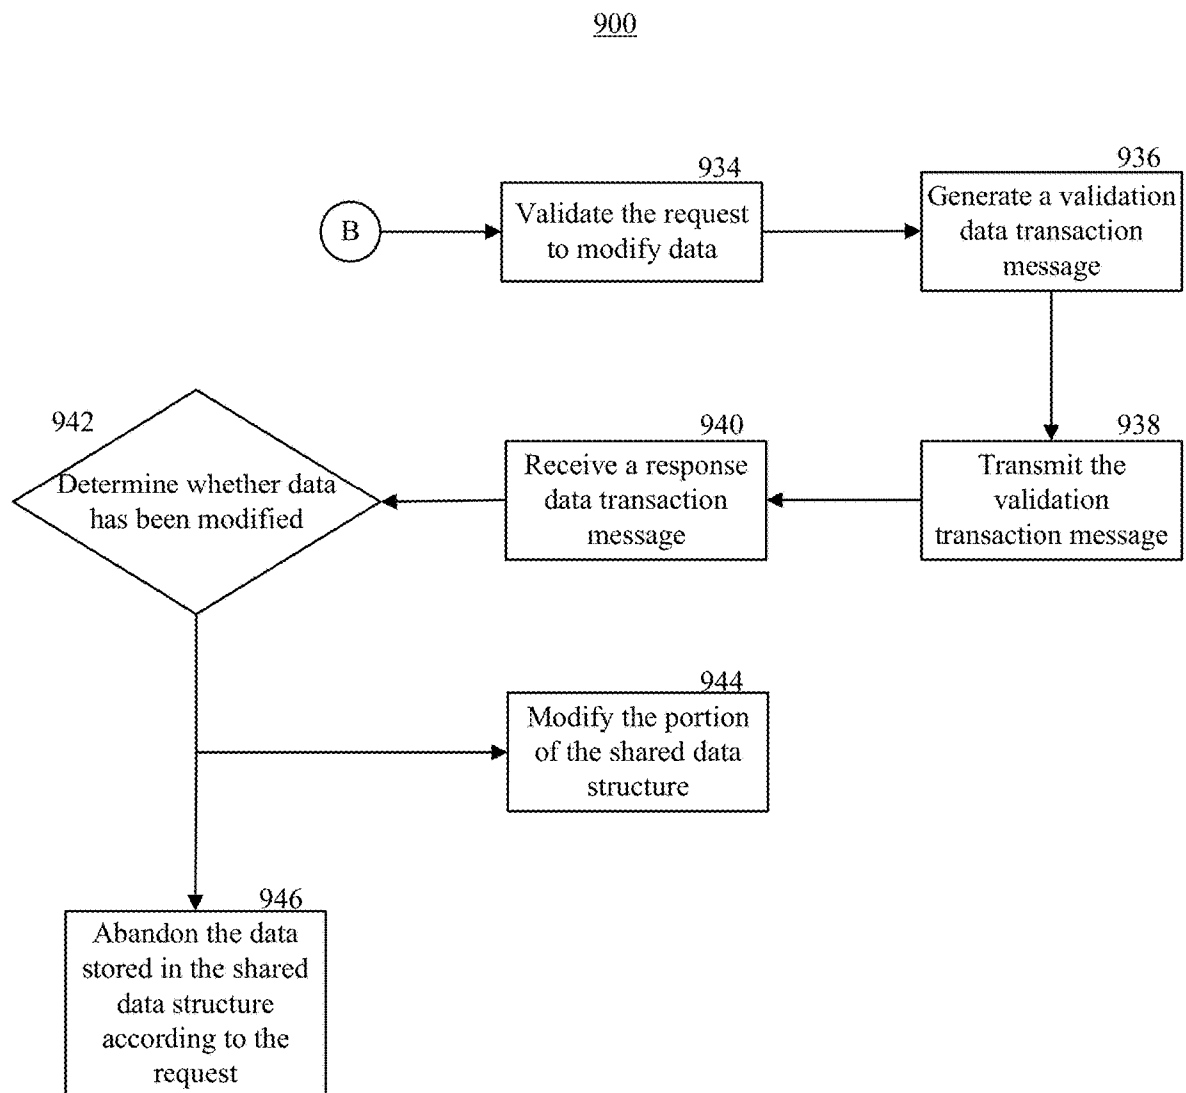 900
934
B
Validate the request
to modify data
936
Generate a validation
data transaction
message
942
Determine whether data
has been modified
940
Receive a response
data transaction
message
938
Transmit the
validation
transaction message
944
Modify the portion
of the shared data
structure
946
Abandon the data
stored in the shared
data structure
according to the
request